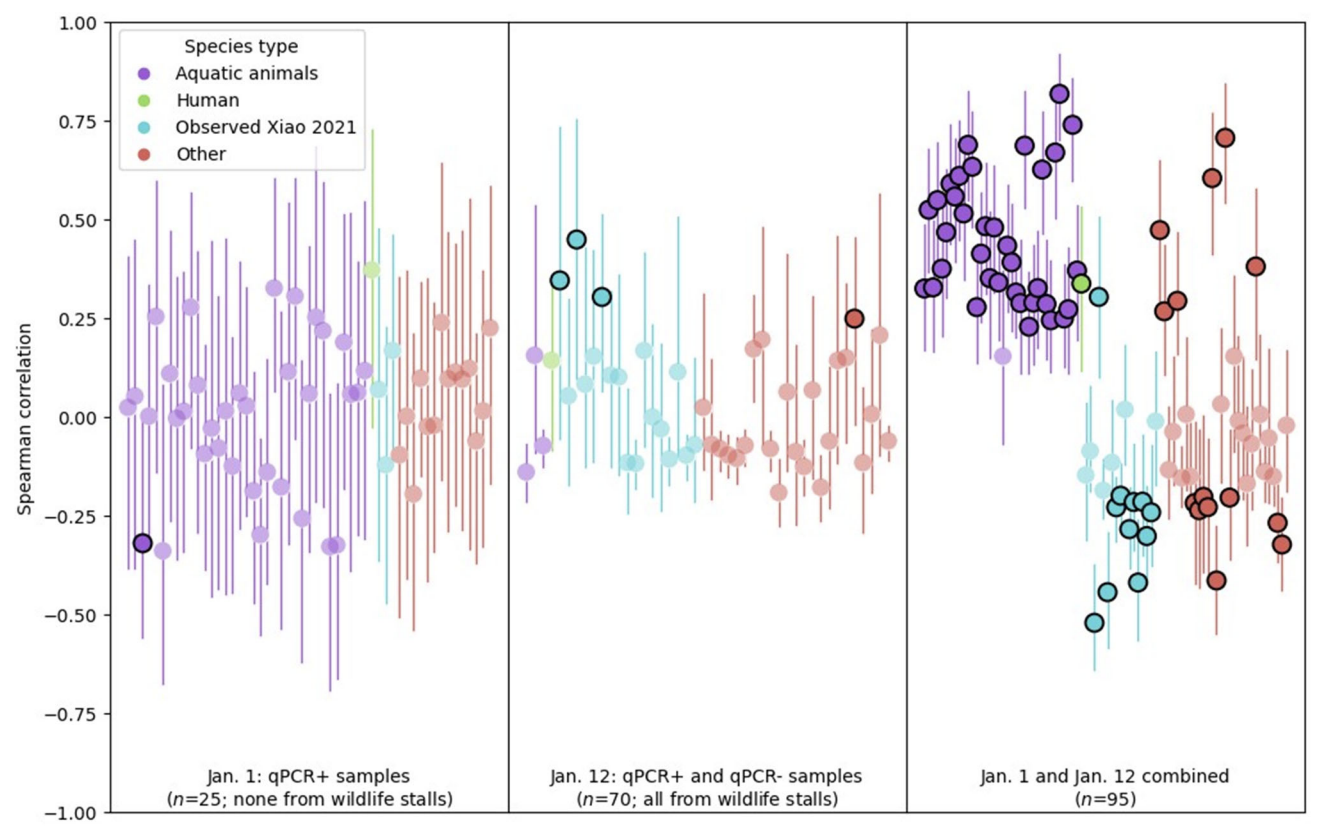 Species type
Aquatic animals
Human
Observed Xiao 2021
Other
1.00
0.75
0.50
0.25
0.00
−0.25
−0.50
−0.75
−1.00
Spearman correlation
Jan. 1: qPCR+ samples
(n=25; none from wildlife stalls)
Jan. 12: qPCR+ and qPCR- samples
(n=70; all from wildlife stalls)
Jan. 1 and Jan. 12 combined
(n=95)